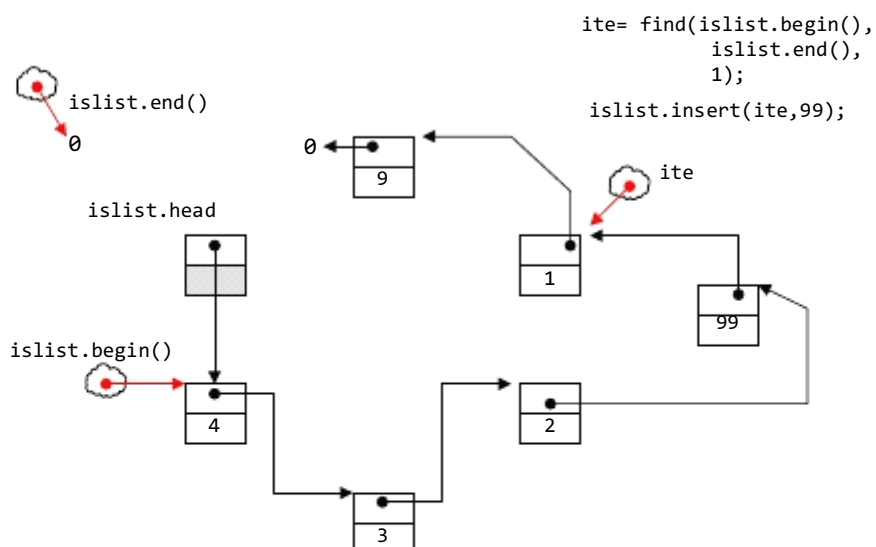 ite= find(islist.begin(),
islist.end(),
1);
islist.insert(ite,99);
islist.end()
0
0
9
ite
islist.head
1
99
islist.begin()
4
2
3